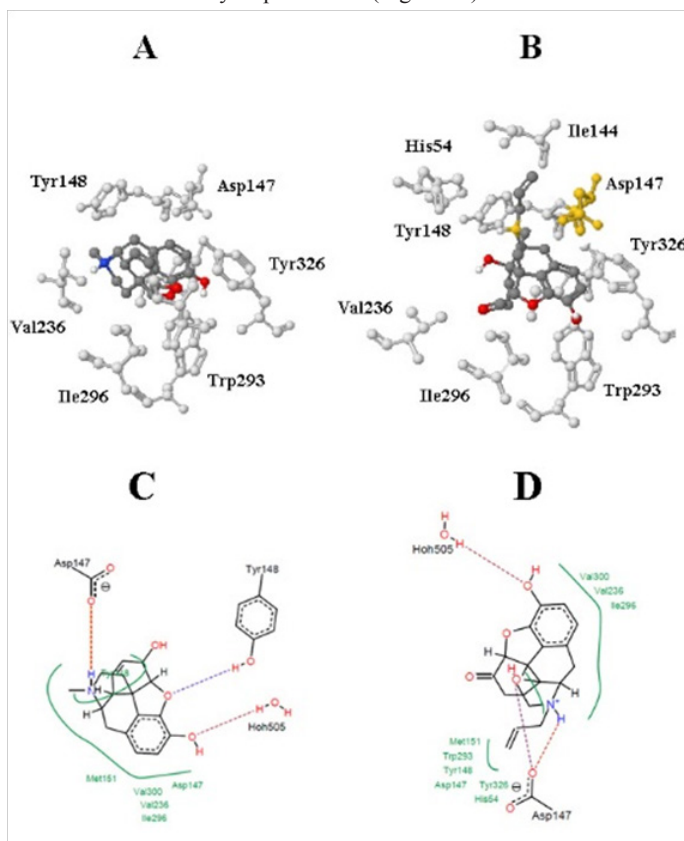 A
B
Ile144
His54
Tyr148
Asp147
Asp147
Tyr148
Tyr326
Tyr326
Val236
Val236
Ile296
Trp293
Ile296
Trp293
C
D
Asp147
O
O
⊖
Tyr148
H
N
H
H
OH
H
O
H
O
H
H
O
H
Hoh505
O
H
Met151
Asp147
Val300
Val236
Ile296
H
O
H
Hoh505
H
O
Val300
Val236
Ile296
O
H
H
O
O
H
N+
H
Met151
Trp293
Tyr148
Asp147
Tyr326
His54
⊖
O
O
Asp147